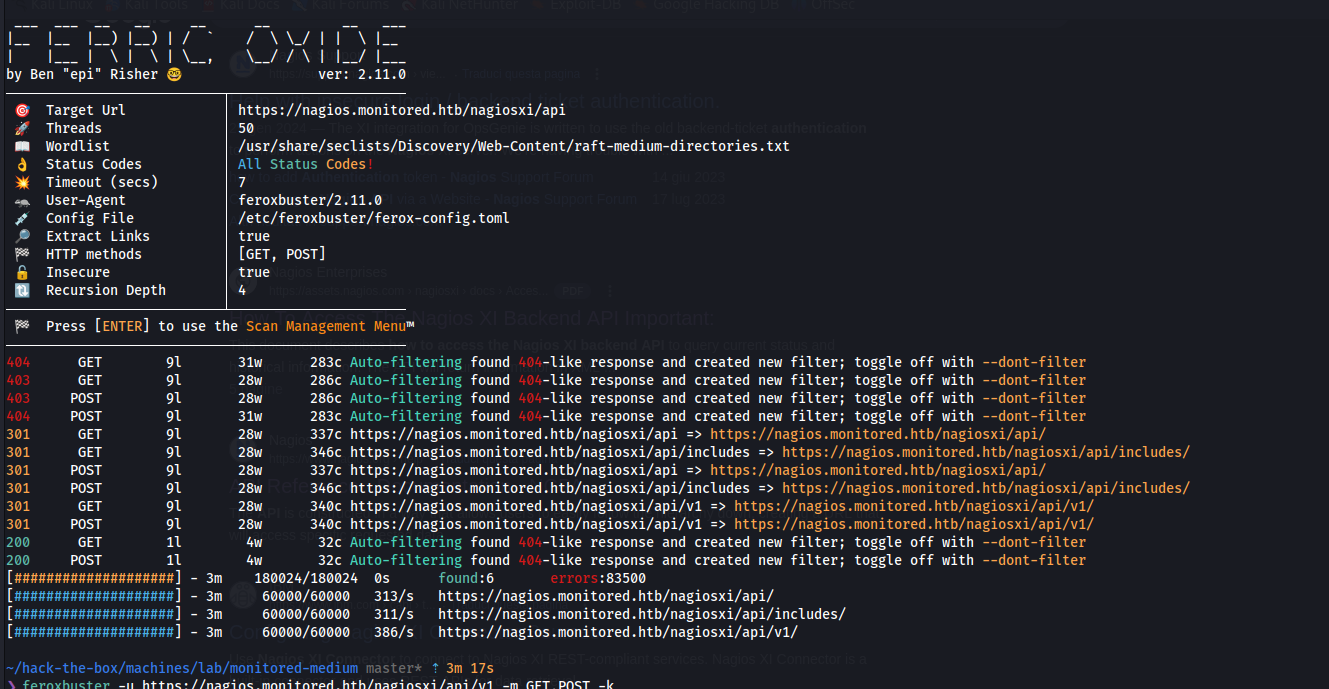 Kali Linux Kali Tools Kali Docs Kali Forums Kali NetHunter Exploit-DB Google Hacking DB OffSec
FERRIC OXIDE
by Ben "epi" Risher 🤓 ver: 2.11.0
🎯 Target Url https://nagios.monitored.htb/nagiosxi/api
🚀 Threads 50
📖 Wordlist /usr/share/seclists/Discovery/Web-Content/raft-medium-directories.txt
👌 Status Codes All Status Codes!
💥 Timeout (secs) 7
🦡 User-Agent feroxbuster/2.11.0
💉 Config File /etc/feroxbuster/ferox-config.toml
🔎 Extract Links true
🏁 HTTP methods [GET, POST]
🔓 Insecure true
🔃 Recursion Depth 4
🏁 Press [ENTER] to use the Scan Management Menu™
404 GET 9l 31w 283c Auto-filtering found 404-like response and created new filter; toggle off with --dont-filter
403 GET 9l 28w 286c Auto-filtering found 404-like response and created new filter; toggle off with --dont-filter
403 POST 9l 28w 286c Auto-filtering found 404-like response and created new filter; toggle off with --dont-filter
404 POST 9l 31w 283c Auto-filtering found 404-like response and created new filter; toggle off with --dont-filter
301 GET 9l 28w 337c https://nagios.monitored.htb/nagiosxi/api => https://nagios.monitored.htb/nagiosxi/api/
301 GET 9l 28w 346c https://nagios.monitored.htb/nagiosxi/api/includes => https://nagios.monitored.htb/nagiosxi/api/includes/
301 POST 9l 28w 337c https://nagios.monitored.htb/nagiosxi/api => https://nagios.monitored.htb/nagiosxi/api/
301 POST 9l 28w 346c https://nagios.monitored.htb/nagiosxi/api/includes => https://nagios.monitored.htb/nagiosxi/api/includes/
301 GET 9l 28w 340c https://nagios.monitored.htb/nagiosxi/api/v1 => https://nagios.monitored.htb/nagiosxi/api/v1/
301 POST 9l 28w 340c https://nagios.monitored.htb/nagiosxi/api/v1 => https://nagios.monitored.htb/nagiosxi/api/v1/
200 GET 1l 4w 32c Auto-filtering found 404-like response and created new filter; toggle off with --dont-filter
200 POST 1l 4w 32c Auto-filtering found 404-like response and created new filter; toggle off with --dont-filter
[####################] - 3m 180024/180024 0s found:6 errors:83500
[####################] - 3m 60000/60000 313/s https://nagios.monitored.htb/nagiosxi/api/
[####################] - 3m 60000/60000 311/s https://nagios.monitored.htb/nagiosxi/api/includes/
[####################] - 3m 60000/60000 386/s https://nagios.monitored.htb/nagiosxi/api/v1/
~/hack-the-box/machines/lab/monitored-medium master* ⇡ 3m 17s
❯ feroxbuster -u https://nagios.monitored.htb/nagiosxi/api/v1 -m GET,POST -k